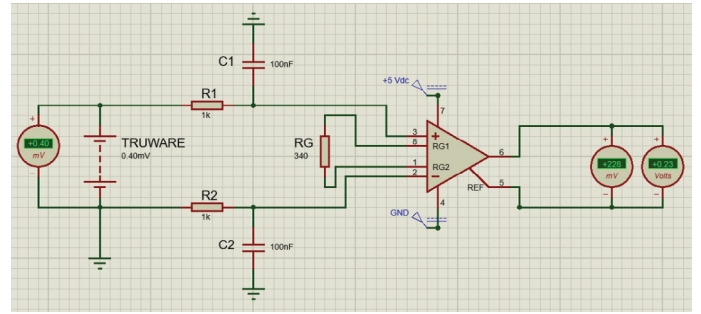 C1
100nF
+5 Vdc
R1
1k
7
+
+0.40
mV
TRUWARE
0.40mV
RG
340
3
8
+
RG1
1
2
RG2
−
6
+
+228
mV
−
+
+0.23
Volts
−
REF
5
4
GND
R2
1k
C2
100nF